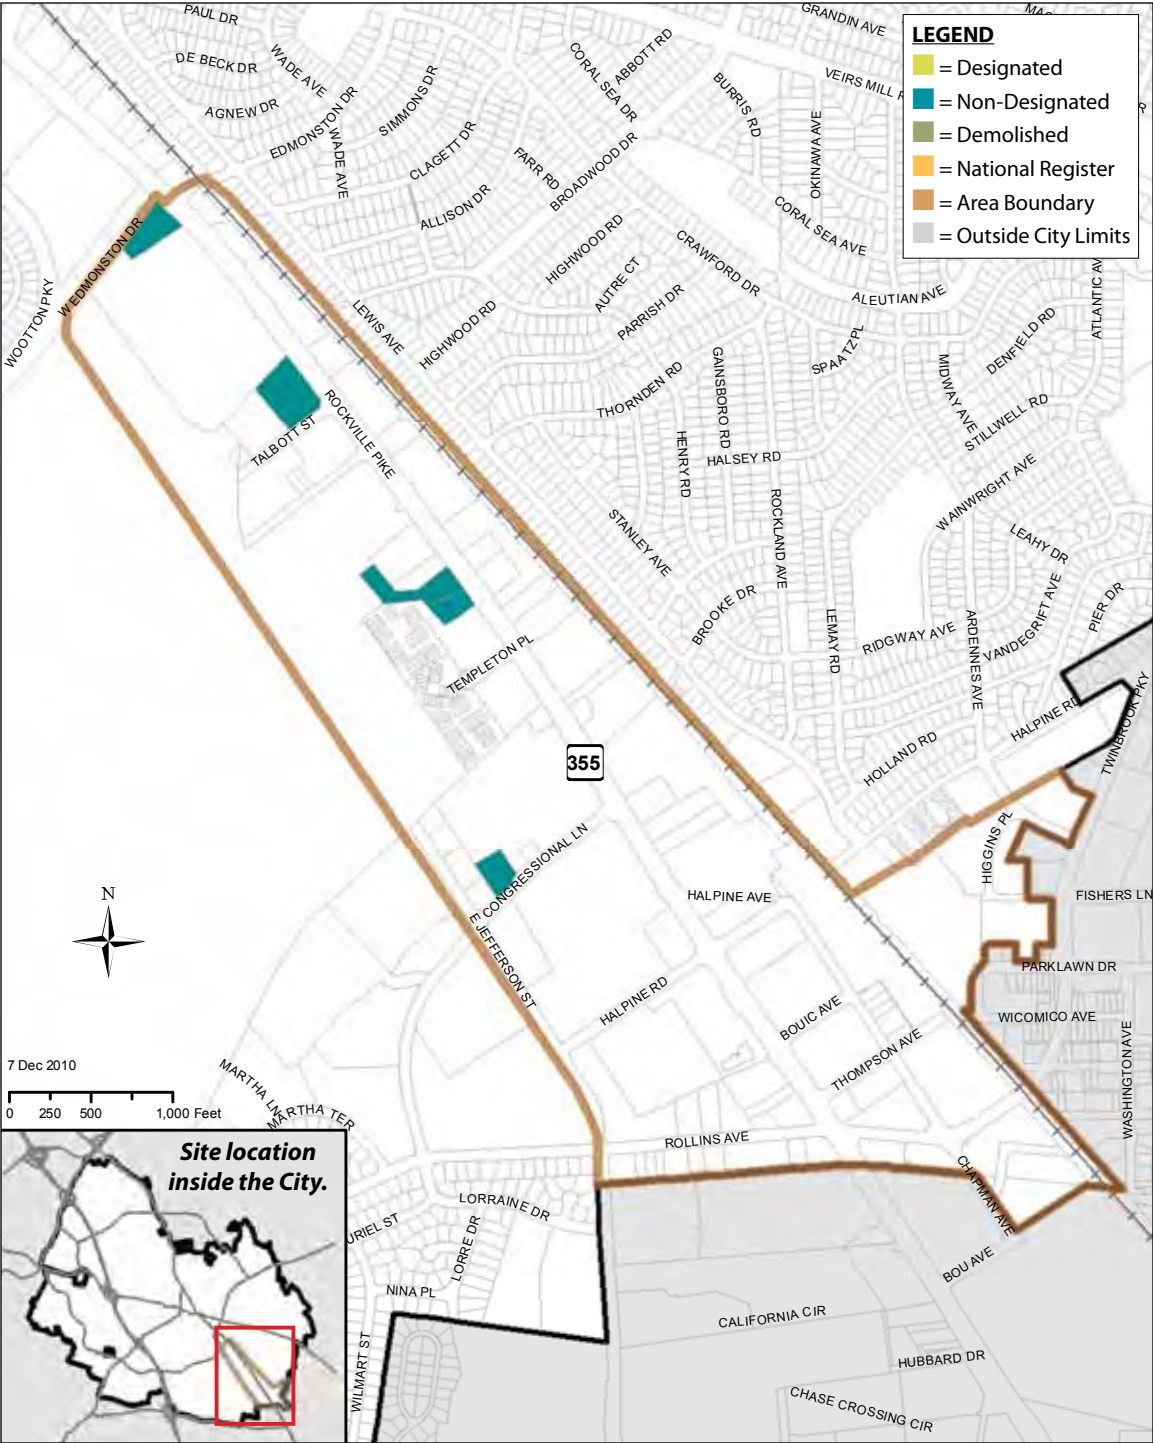 PAUL DR
DE BECK DR
WADE AVE
AGNEW DR
EDMONSTON DR
WADE AVE
SIMMONS DR
CLAGETT DR
ALLISON DR
CORAL SEA DR
ABBOTT RD
FARR RD
BROADWOOD DR
GRANDIN AVE
BURRIS RD
VEIRS MILL R
OKINAWA AVE
CORAL SEA AVE
LEGEND
= Designated
= Non-Designated
= Demolished
= National Register
= Area Boundary
= Outside City Limits
WOOTTON PKY
W EDMONSTON DR
LEWIS AVE
HIGHWOOD RD
HIGHWOOD RD
AUTRE CT
PARRISH DR
CRAWFORD DR
ALEUTIAN AVE
ATLANTIC AV
SPAATZ PL
DENFIELD RD
MIDWAY AVE
STILLWELL RD
THORNDEN RD
GAINSBORO RD
HENRY RD
HALSEY RD
TALBOTT ST
ROCKVILLE PIKE
WAINWRIGHT AVE
STANLEY AVE
ROCKLAND AVE
LEAHY DR
BROOKE DR
LEMAY RD
RIDGWAY AVE
ARDENNES AVE
VANDEGRIFT AVE
PIER DR
TEMPLETON PL
HALPINE RD
TWINBROOK PKY
HOLLAND RD
355
HIGGINS PL
CONGRESSIONAL LN
HALPINE AVE
FISHERS LN
N
E JEFFERSON ST
PARKLAWN DR
HALPINE RD
BOUIC AVE
WICOMICO AVE
THOMPSON AVE
WASHINGTON AVE
7 Dec 2010
0 250 500 1,000 Feet
MARTHA LN
MARTHA TER
ROLLINS AVE
CHAPMAN AVE
Site location
inside the City.
LORRAINE DR
URIEL ST
LORRE DR
NINA PL
WILMART ST
BOU AVE
CALIFORNIA CIR
HUBBARD DR
CHASE CROSSING CIR